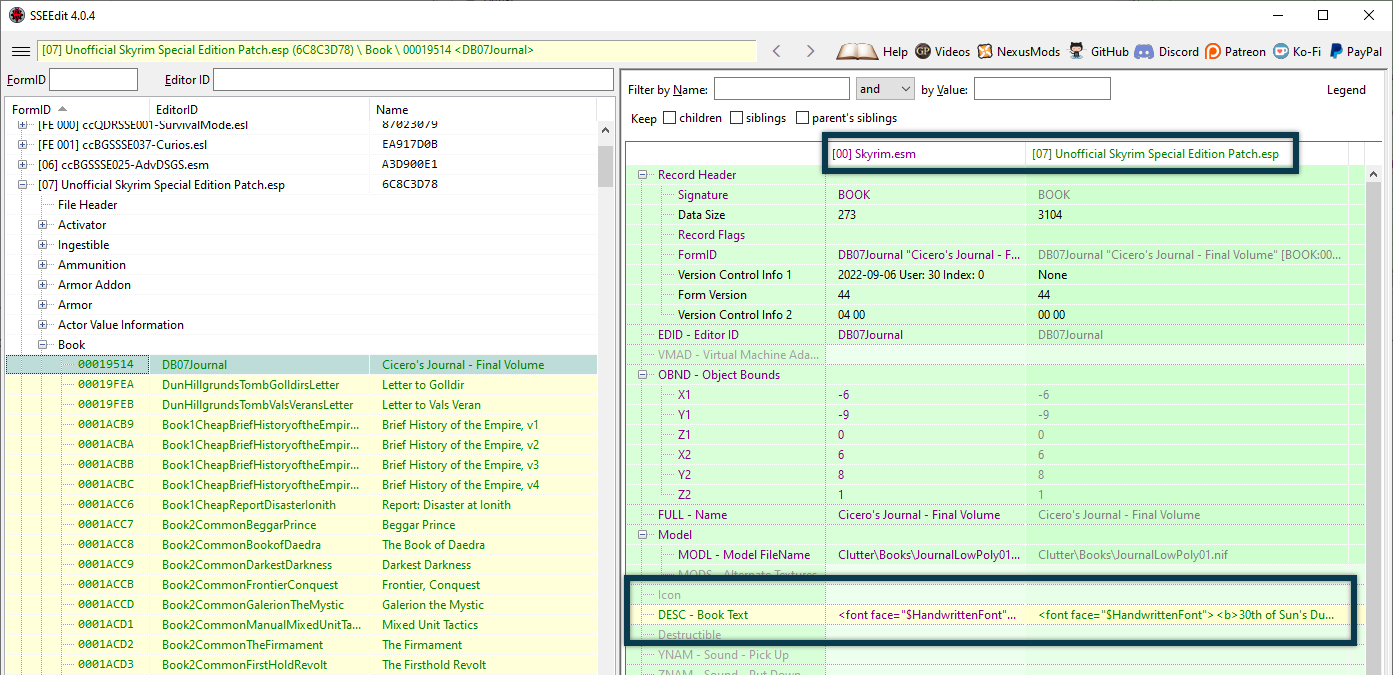 SSEEdit 4.0.4
[07] Unofficial Skyrim Special Edition Patch.esp (6C8C3D78) \ Book \ 00019514 <DB07Journal>
Help Videos NexusMods GitHub Discord Patreon Ko-Fi PayPal
FormID Editor ID
FormID EditorID Name
[FE 000] ccQDRSSE001-SurvivalMode.esl 87023079
[FE 001] ccBGSSSE037-Curios.esl EA917D0B
[06] ccBGSSSE025-AdvDSGS.esm A3D900E1
[07] Unofficial Skyrim Special Edition Patch.esp 6C8C3D78
File Header
Activator
Ingestible
Ammunition
Armor Addon
Armor
Actor Value Information
Book
00019514 DB07Journal Cicero's Journal - Final Volume
00019FEA DunHillgrundsTombGolldirsLetter Letter to Golldir
00019FEB DunHillgrundsTombValsVeransLetter Letter to Vals Veran
0001ACB9 Book1CheapBriefHistoryoftheEmpir... Brief History of the Empire, v1
0001ACBA Book1CheapBriefHistoryoftheEmpir... Brief History of the Empire, v2
0001ACBB Book1CheapBriefHistoryoftheEmpir... Brief History of the Empire, v3
0001ACBC Book1CheapBriefHistoryoftheEmpir... Brief History of the Empire, v4
0001ACC6 Book1CheapReportDisasterIonith Report: Disaster at Ionith
0001ACC7 Book2CommonBeggarPrince Beggar Prince
0001ACC8 Book2CommonBookofDaedra The Book of Daedra
0001ACC9 Book2CommonDarkestDarkness Darkest Darkness
0001ACCB Book2CommonFrontierConquest Frontier, Conquest
0001ACCD Book2CommonGalerionTheMystic Galerion the Mystic
0001ACD1 Book2CommonManualMixedUnitTa... Mixed Unit Tactics
0001ACD2 Book2CommonTheFirmament The Firmament
0001ACD3 Book2CommonFirstHoldRevolt The Firsthold Revolt
Filter by Name: and by Value: Legend
Keep children siblings parent's siblings
[00] Skyrim.esm [07] Unofficial Skyrim Special Edition Patch.esp
Record Header
Signature BOOK BOOK
Data Size 273 3104
Record Flags
FormID DB07Journal "Cicero's Journal - F... DB07Journal "Cicero's Journal - Final Volume" [BOOK:00...
Version Control Info 1 2022-09-06 User: 30 Index: 0 None
Form Version 44 44
Version Control Info 2 04 00 00 00
EDID - Editor ID DB07Journal DB07Journal
VMAD - Virtual Machine Ada...
OBND - Object Bounds
X1 -6 -6
Y1 -9 -9
Z1 0 0
X2 6 6
Y2 8 8
Z2 1 1
FULL - Name Cicero's Journal - Final Volume Cicero's Journal - Final Volume
Model
MODL - Model FileName Clutter\Books\JournalLowPoly01... Clutter\Books\JournalLowPoly01.nif
MODS - Alternate Textures
Icon
DESC - Book Text <font face="$HandwrittenFont"... <font face="$HandwrittenFont"> <b>30th of Sun's Du...
Destructible
YNAM - Sound - Pick Up
ZNAM - Sound - Put Down